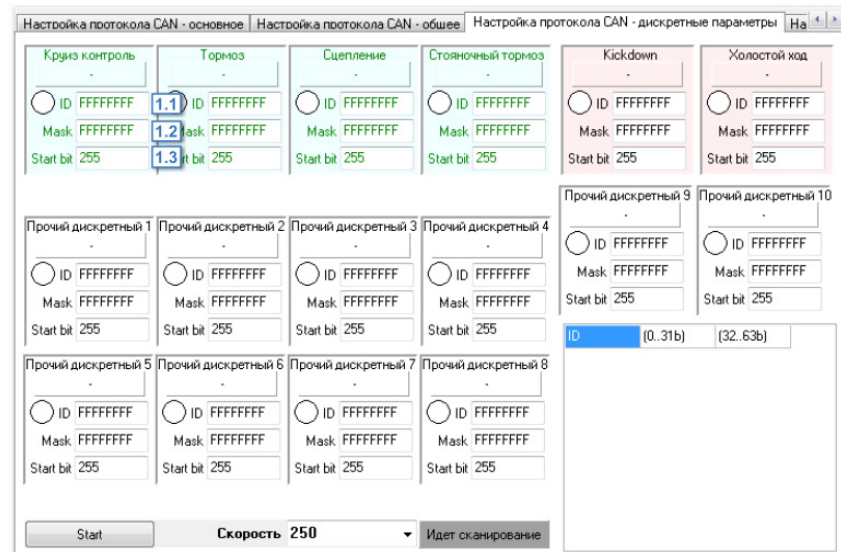 Настройка протокола CAN - основное Настройка протокола CAN - общее Настройка протокола CAN - дискретные параметры На
Круиз контроль Тормоз Сцепление Стояночный тормоз Kickdown Холостой ход
- - - - - -
ID FFFFFFFF 1.1 ID FFFFFFFF ID FFFFFFFF ID FFFFFFFF ID FFFFFFFF ID FFFFFFFF
Mask FFFFFFFF 1.2 ask FFFFFFFF Mask FFFFFFFF Mask FFFFFFFF Mask FFFFFFFF Mask FFFFFFFF
Start bit 255 1.3 rt bit 255 Start bit 255 Start bit 255 Start bit 255 Start bit 255
Прочий дискретный 9 Прочий дискретный 10
- -
ID FFFFFFFF ID FFFFFFFF
Mask FFFFFFFF Mask FFFFFFFF
Start bit 255 Start bit 255
Прочий дискретный 1 Прочий дискретный 2 Прочий дискретный 3 Прочий дискретный 4
- - - -
ID FFFFFFFF ID FFFFFFFF ID FFFFFFFF ID FFFFFFFF
Mask FFFFFFFF Mask FFFFFFFF Mask FFFFFFFF Mask FFFFFFFF
Start bit 255 Start bit 255 Start bit 255 Start bit 255
ID (0..31b) (32..63b)
Прочий дискретный 5 Прочий дискретный 6 Прочий дискретный 7 Прочий дискретный 8
- - - -
ID FFFFFFFF ID FFFFFFFF ID FFFFFFFF ID FFFFFFFF
Mask FFFFFFFF Mask FFFFFFFF Mask FFFFFFFF Mask FFFFFFFF
Start bit 255 Start bit 255 Start bit 255 Start bit 255
Start Скорость 250 Идет сканирование